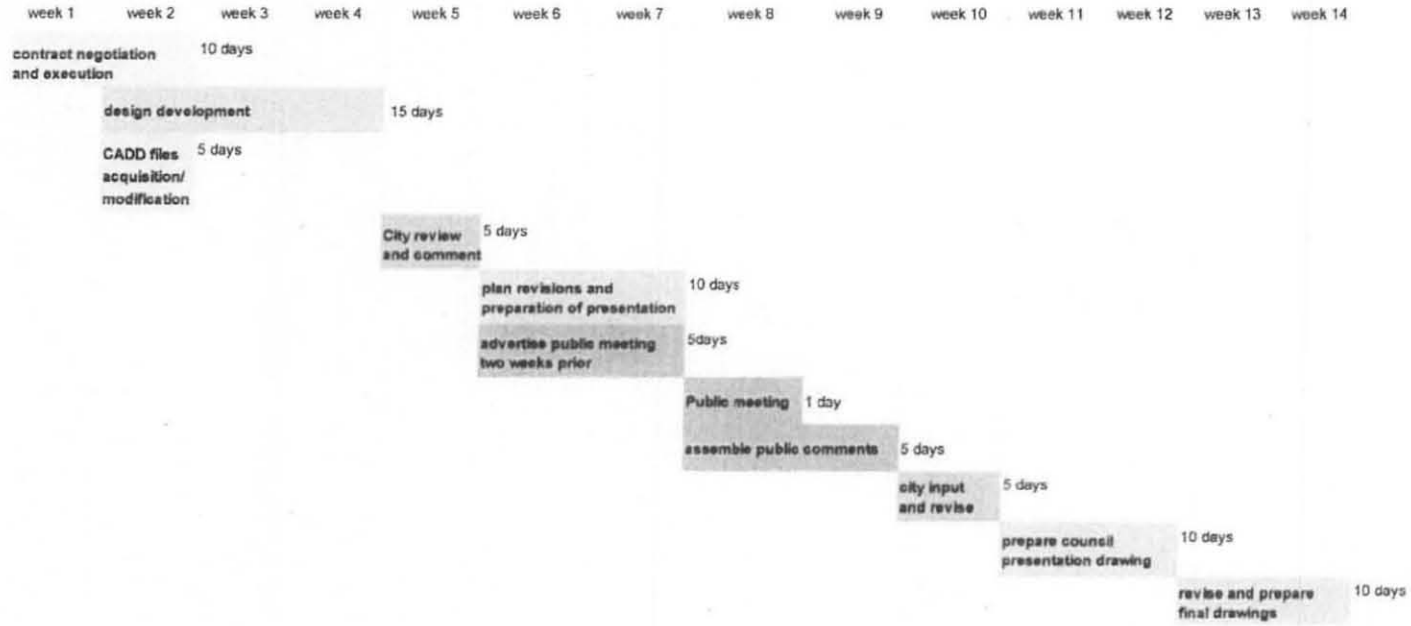 week 1 week 2 week 3 week 4 week 5 week 6 week 7 week 8 week 9 week 10 week 11 week 12 week 13 week 14
contract negotiation 10 days
and execution
design development 15 days
CADD files 5 days
acquisition/
modification
City review 5 days
and comment
plan revisions and 10 days
preparation of presentation
advertise public meeting 5days
two weeks prior
Public meeting 1 day
assemble public comments 5 days
city input 5 days
and revise
prepare council 10 days
presentation drawing
revise and prepare 10 days
final drawings